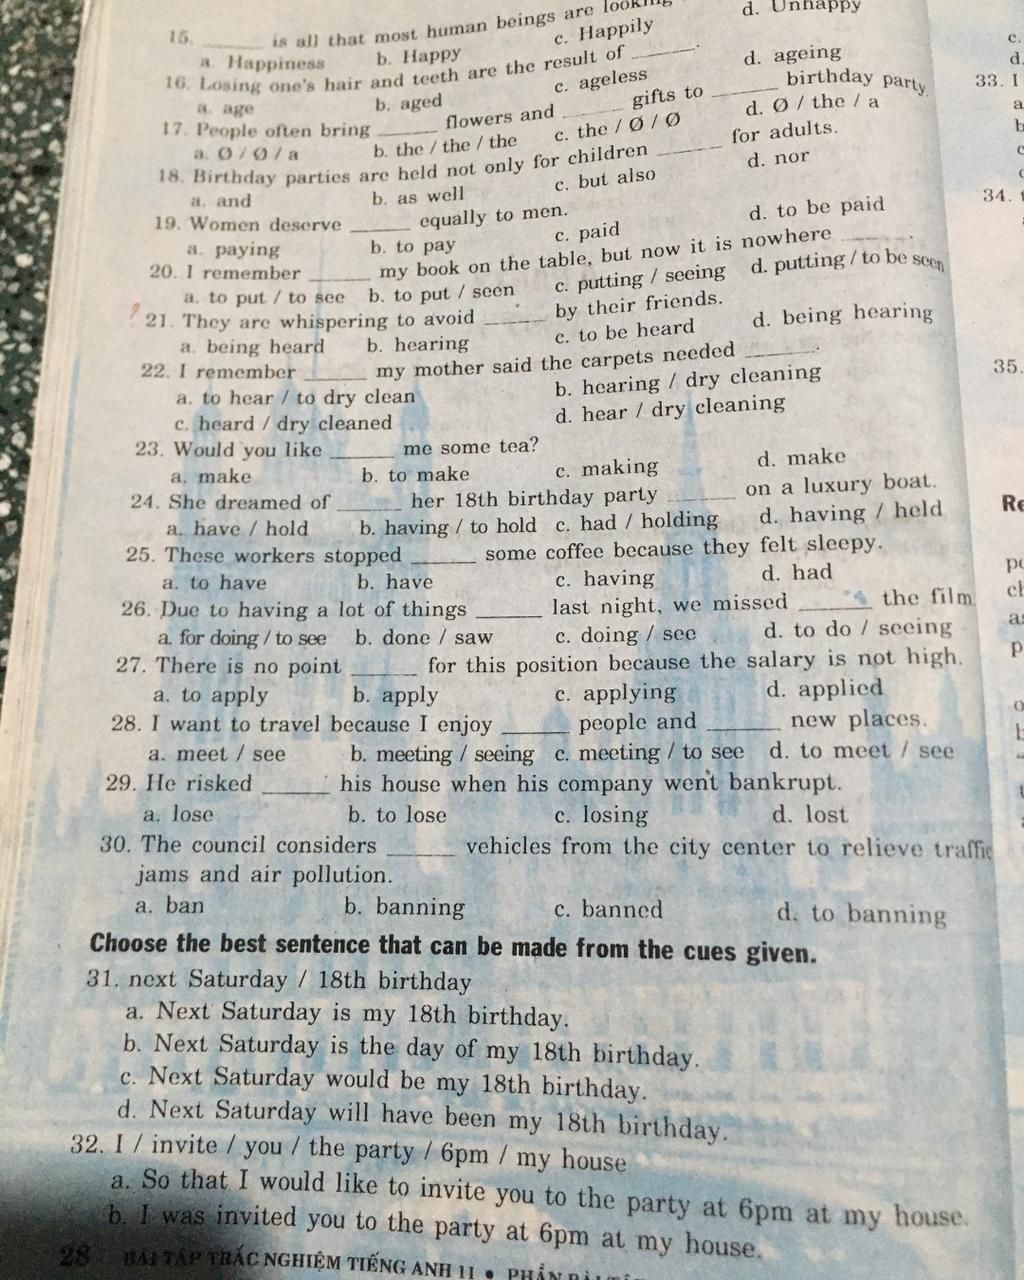 15. ______ is all that most human beings are
d. Unhappy
a. Happiness b. Happy c. Happily
16. Losing one's hair and teeth are the result of ______.
a. age b. aged c. ageless d. ageing
17. People often bring ______ flowers and ______ gifts to ______ birthday party.
a. Ø / Ø / a b. the / the / the c. the / Ø / Ø d. Ø / the / a
18. Birthday parties are held not only for children ______ for adults.
a. and b. as well c. but also d. nor
19. Women deserve ______ equally to men.
a. paying b. to pay c. paid d. to be paid
20. I remember ______ my book on the table, but now it is nowhere ______.
a. to put / to see b. to put / seen c. putting / seeing d. putting / to be seen
? 21. They are whispering to avoid ______ by their friends.
a. being heard b. hearing c. to be heard d. being hearing
22. I remember ______ my mother said the carpets needed ______.
a. to hear / to dry clean b. hearing / dry cleaning
c. heard / dry cleaned d. hear / dry cleaning
23. Would you like ______ me some tea?
a. make b. to make c. making d. make
24. She dreamed of ______ her 18th birthday party ______ on a luxury boat.
a. have / hold b. having / to hold c. had / holding d. having / held
25. These workers stopped ______ some coffee because they felt sleepy.
a. to have b. have c. having d. had
26. Due to having a lot of things ______ last night, we missed ______ the film.
a. for doing / to see b. done / saw c. doing / see d. to do / seeing
27. There is no point ______ for this position because the salary is not high.
a. to apply b. apply c. applying d. applied
28. I want to travel because I enjoy ______ people and ______ new places.
a. meet / see b. meeting / seeing c. meeting / to see d. to meet / see
29. He risked ______ his house when his company went bankrupt.
a. lose b. to lose c. losing d. lost
30. The council considers ______ vehicles from the city center to relieve traffic
jams and air pollution.
a. ban b. banning c. banned d. to banning
Choose the best sentence that can be made from the cues given.
31. next Saturday / 18th birthday
a. Next Saturday is my 18th birthday.
b. Next Saturday is the day of my 18th birthday.
c. Next Saturday would be my 18th birthday.
d. Next Saturday will have been my 18th birthday.
32. I / invite / you / the party / 6pm / my house
a. So that I would like to invite you to the party at 6pm at my house.
b. I was invited you to the party at 6pm at my house.
28 BÀI TẬP TRẮC NGHIỆM TIẾNG ANH 11 • PHẦN
c.
d.
33. I
a
b
c
34.
35.